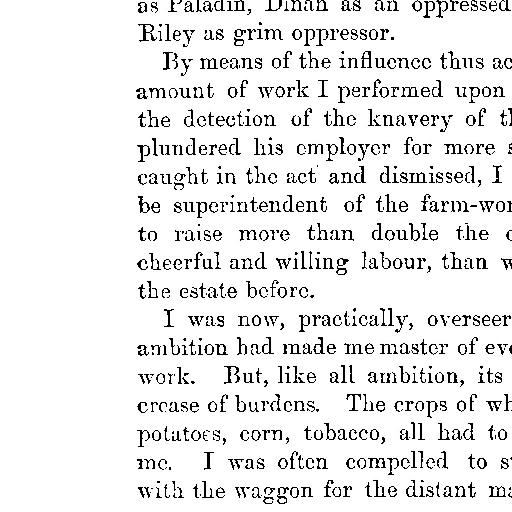 as Paladin, Dinah as an oppressed
Riley as grim oppressor.
By means of the influence thus ac
amount of work I performed upon
the detection of the knavery of t
plundered his employer for more s
caught in the act and dismissed, I
be superintendent of the farm-wor
to raise more than double the c
cheerful and willing labour, than w
the estate before.
I was now, practically, overseer
ambition had made me master of eve
work. But, like all ambition, its
crease of burdens. The crops of wh
potatoes, corn, tobacco, all had to
me. I was often compelled to s
with the waggon for the distant ma